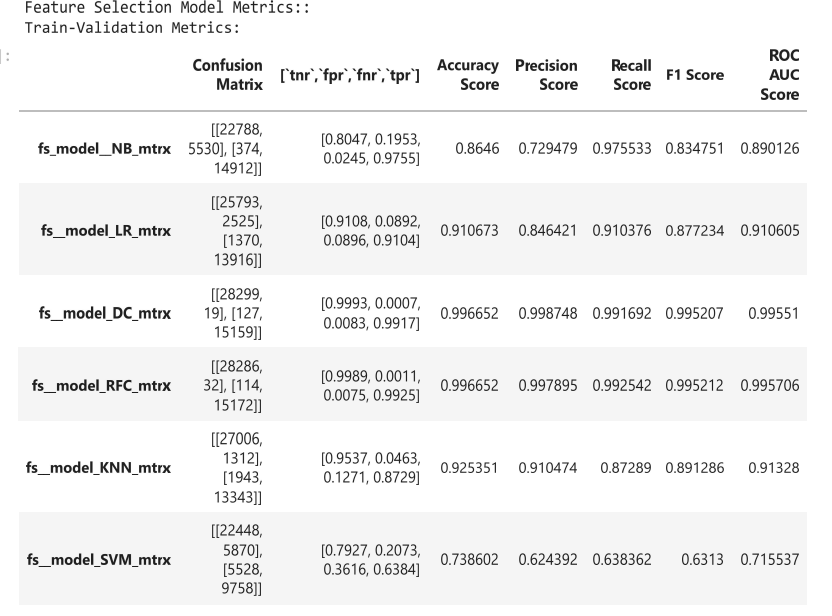 Feature Selection Model Metrics::
Train-Validation Metrics:
]:
Confusion Matrix [`tnr`,`fpr`,`fnr`,`tpr`] Accuracy Score Precision Score Recall Score F1 Score ROC AUC Score
fs_model__NB_mtrx [[22788, 5530], [374, 14912]] [0.8047, 0.1953, 0.0245, 0.9755] 0.8646 0.729479 0.975533 0.834751 0.890126
fs__model_LR_mtrx [[25793, 2525], [1370, 13916]] [0.9108, 0.0892, 0.0896, 0.9104] 0.910673 0.846421 0.910376 0.877234 0.910605
fs__model_DC_mtrx [[28299, 19], [127, 15159]] [0.9993, 0.0007, 0.0083, 0.9917] 0.996652 0.998748 0.991692 0.995207 0.99551
fs__model_RFC_mtrx [[28286, 32], [114, 15172]] [0.9989, 0.0011, 0.0075, 0.9925] 0.996652 0.997895 0.992542 0.995212 0.995706
fs__model_KNN_mtrx [[27006, 1312], [1943, 13343]] [0.9537, 0.0463, 0.1271, 0.8729] 0.925351 0.910474 0.87289 0.891286 0.91328
fs__model_SVM_mtrx [[22448, 5870], [5528, 9758]] [0.7927, 0.2073, 0.3616, 0.6384] 0.738602 0.624392 0.638362 0.6313 0.715537